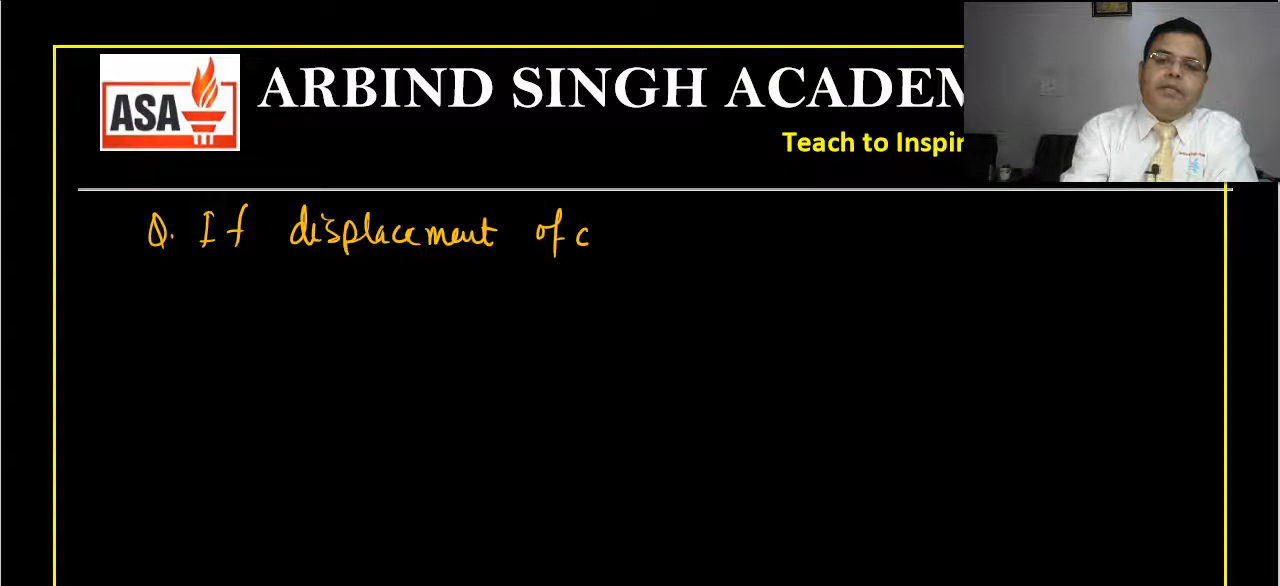 ASA
ARBIND SINGH ACADEM
Teach to Inspir
Q. If displacement of c